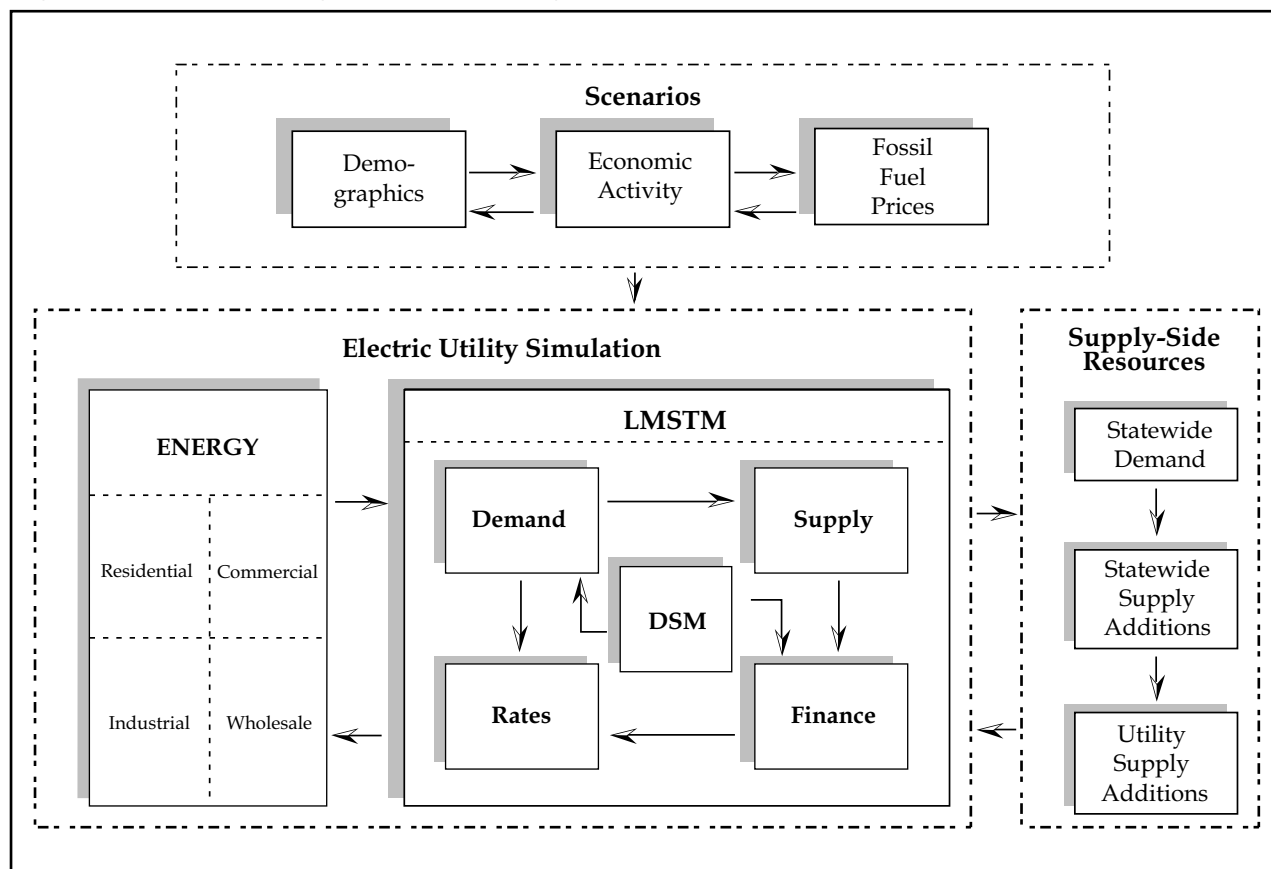 Scenarios
Demo-
graphics
Economic
Activity
Fossil
Fuel
Prices
Electric Utility Simulation
ENERGY
Residential
Commercial
Industrial
Wholesale
LMSTM
Demand
Supply
DSM
Rates
Finance
Supply-Side
Resources
Statewide
Demand
Statewide
Supply
Additions
Utility
Supply
Additions